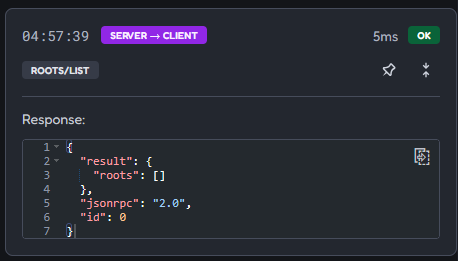 04:57:39 SERVER → CLIENT 5ms OK
ROOTS/LIST
Response:
1 {
2 "result": {
3 "roots": []
4 },
5 "jsonrpc": "2.0",
6 "id": 0
7 }